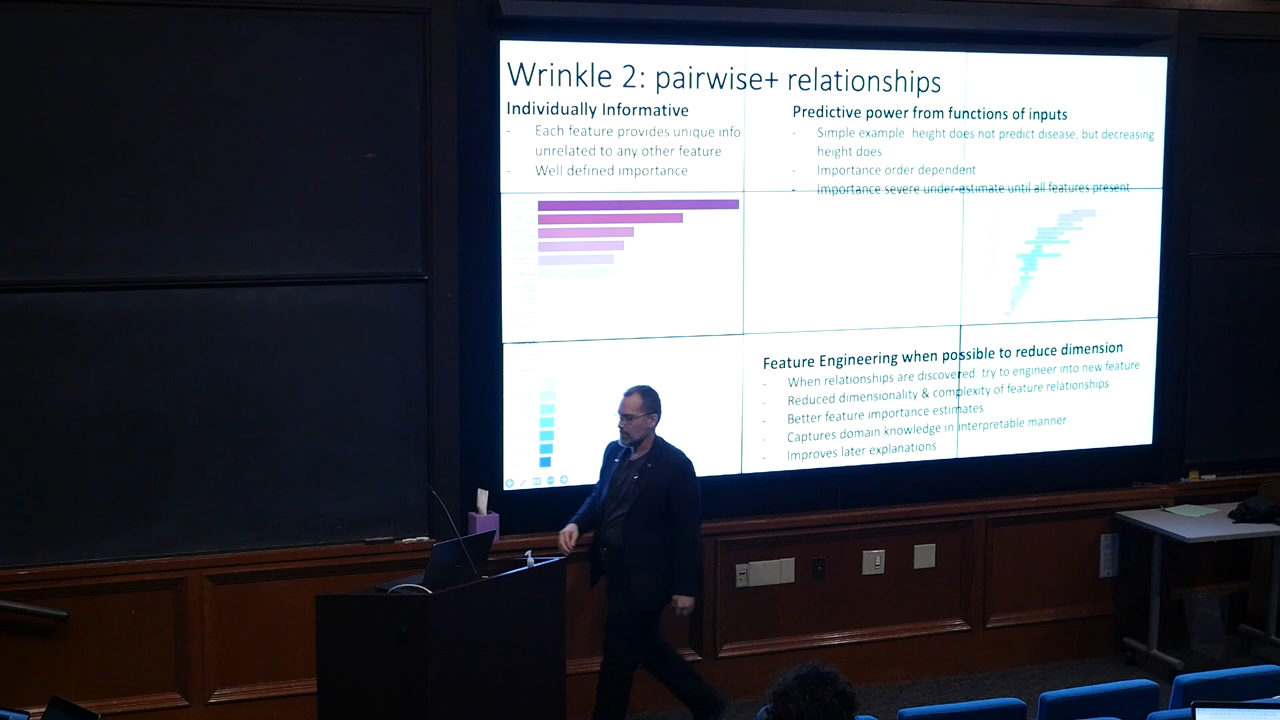 Wrinkle 2: pairwise+ relationships
Individually Informative
- Each feature provides unique info
unrelated to any other feature
- Well defined importance
Predictive power from functions of inputs
- Simple example height does not predict disease, but decreasing
height does
- Importance order dependent
- Importance severe under-estimate until all features present
Feature Engineering when possible to reduce dimension
- When relationships are discovered try to engineer into new feature
- Reduced dimensionality & complexity of feature relationships
- Better feature importance estimates
- Captures domain knowledge in interpretable manner
- Improves later explanations